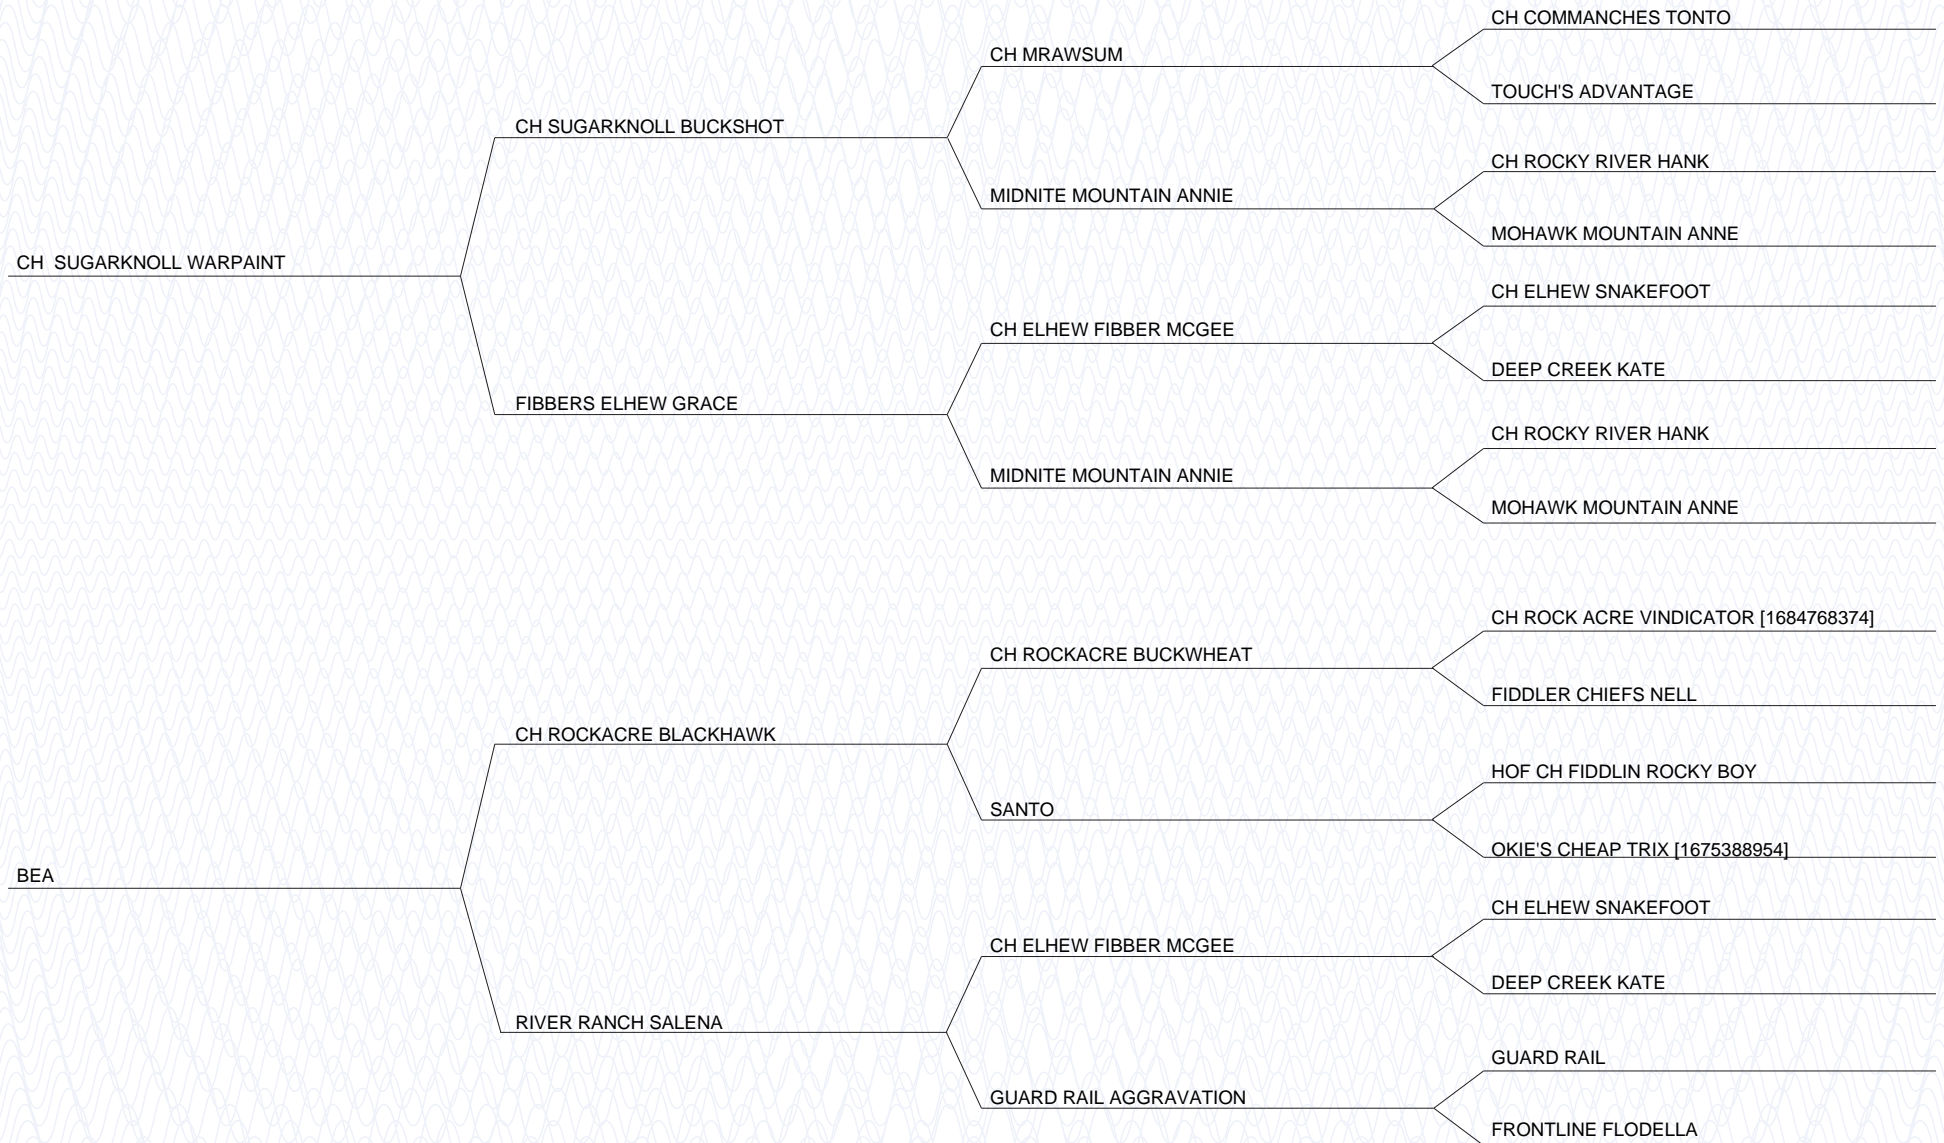 CH COMMANCHES TONTO
CH MRAWSUM
TOUCH'S ADVANTAGE
CH SUGARKNOLL BUCKSHOT
CH ROCKY RIVER HANK
MIDNITE MOUNTAIN ANNIE
MOHAWK MOUNTAIN ANNE
CH  SUGARKNOLL WARPAINT
CH ELHEW SNAKEFOOT
CH ELHEW FIBBER MCGEE
DEEP CREEK KATE
FIBBERS ELHEW GRACE
CH ROCKY RIVER HANK
MIDNITE MOUNTAIN ANNIE
MOHAWK MOUNTAIN ANNE
CH ROCK ACRE VINDICATOR [1684768374]
CH ROCKACRE BUCKWHEAT
FIDDLER CHIEFS NELL
CH ROCKACRE BLACKHAWK
HOF CH FIDDLIN ROCKY BOY
SANTO
OKIE'S CHEAP TRIX [1675388954]
BEA
CH ELHEW SNAKEFOOT
CH ELHEW FIBBER MCGEE
DEEP CREEK KATE
RIVER RANCH SALENA
GUARD RAIL
GUARD RAIL AGGRAVATION
FRONTLINE FLODELLA